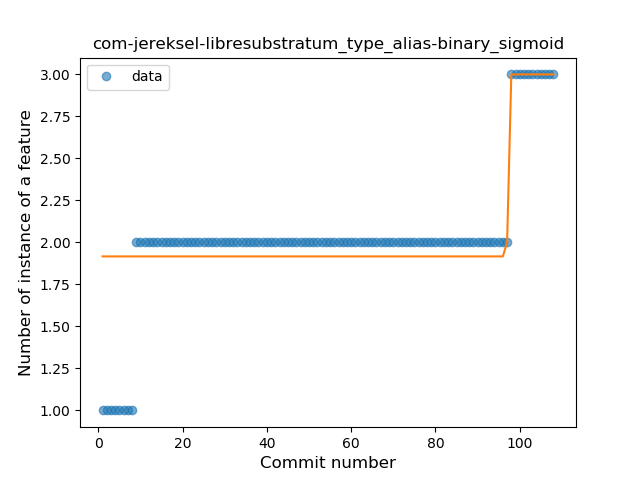 com-jereksel-libresubstratum_type_alias-binary_sigmoid
data
Number of instance of a feature
3.00
2.75
2.50
2.25
2.00
1.75
1.50
1.25
1.00
0 20 40 60 80 100
Commit number